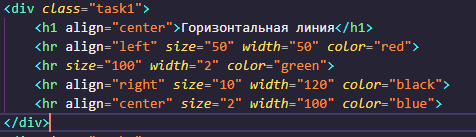 <div class="task1">
<h1 align="center">Горизонтальная линия</h1>
<hr align="left" size="50" width="50" color="red">
<hr size="100" width="2" color="green">
<hr align="right" size="10" width="120" color="black">
<hr align="center" size="2" width="100" color="blue">
</div>